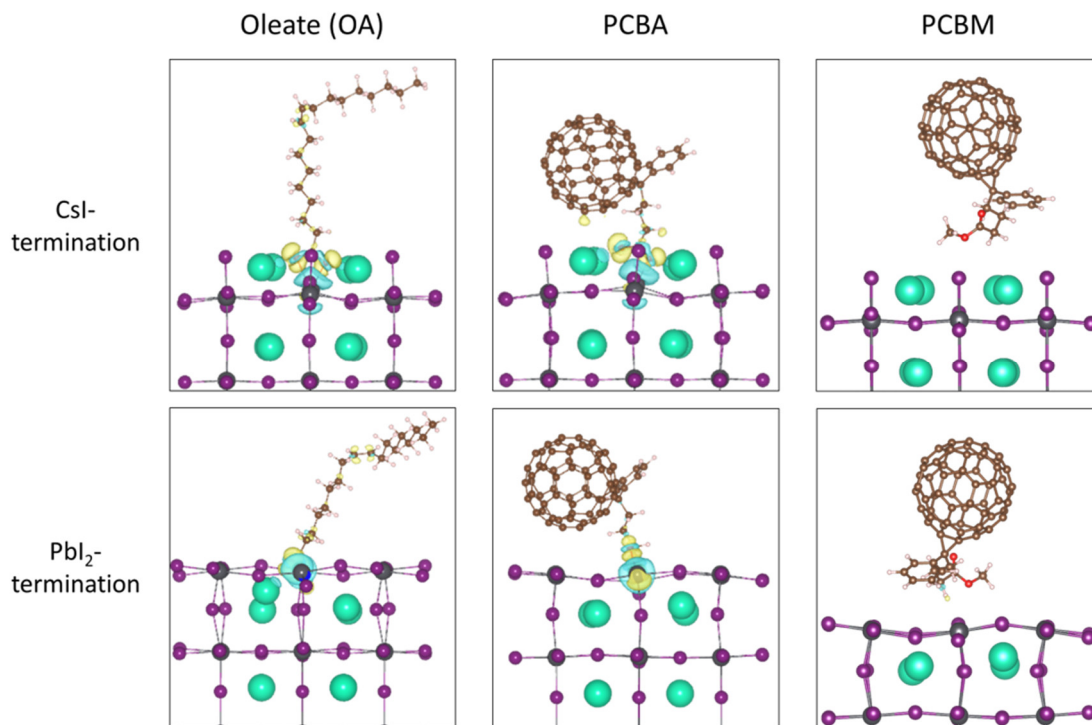 Oleate (OA)
PCBA
PCBM
CsI-
termination
PbI₂-
termination